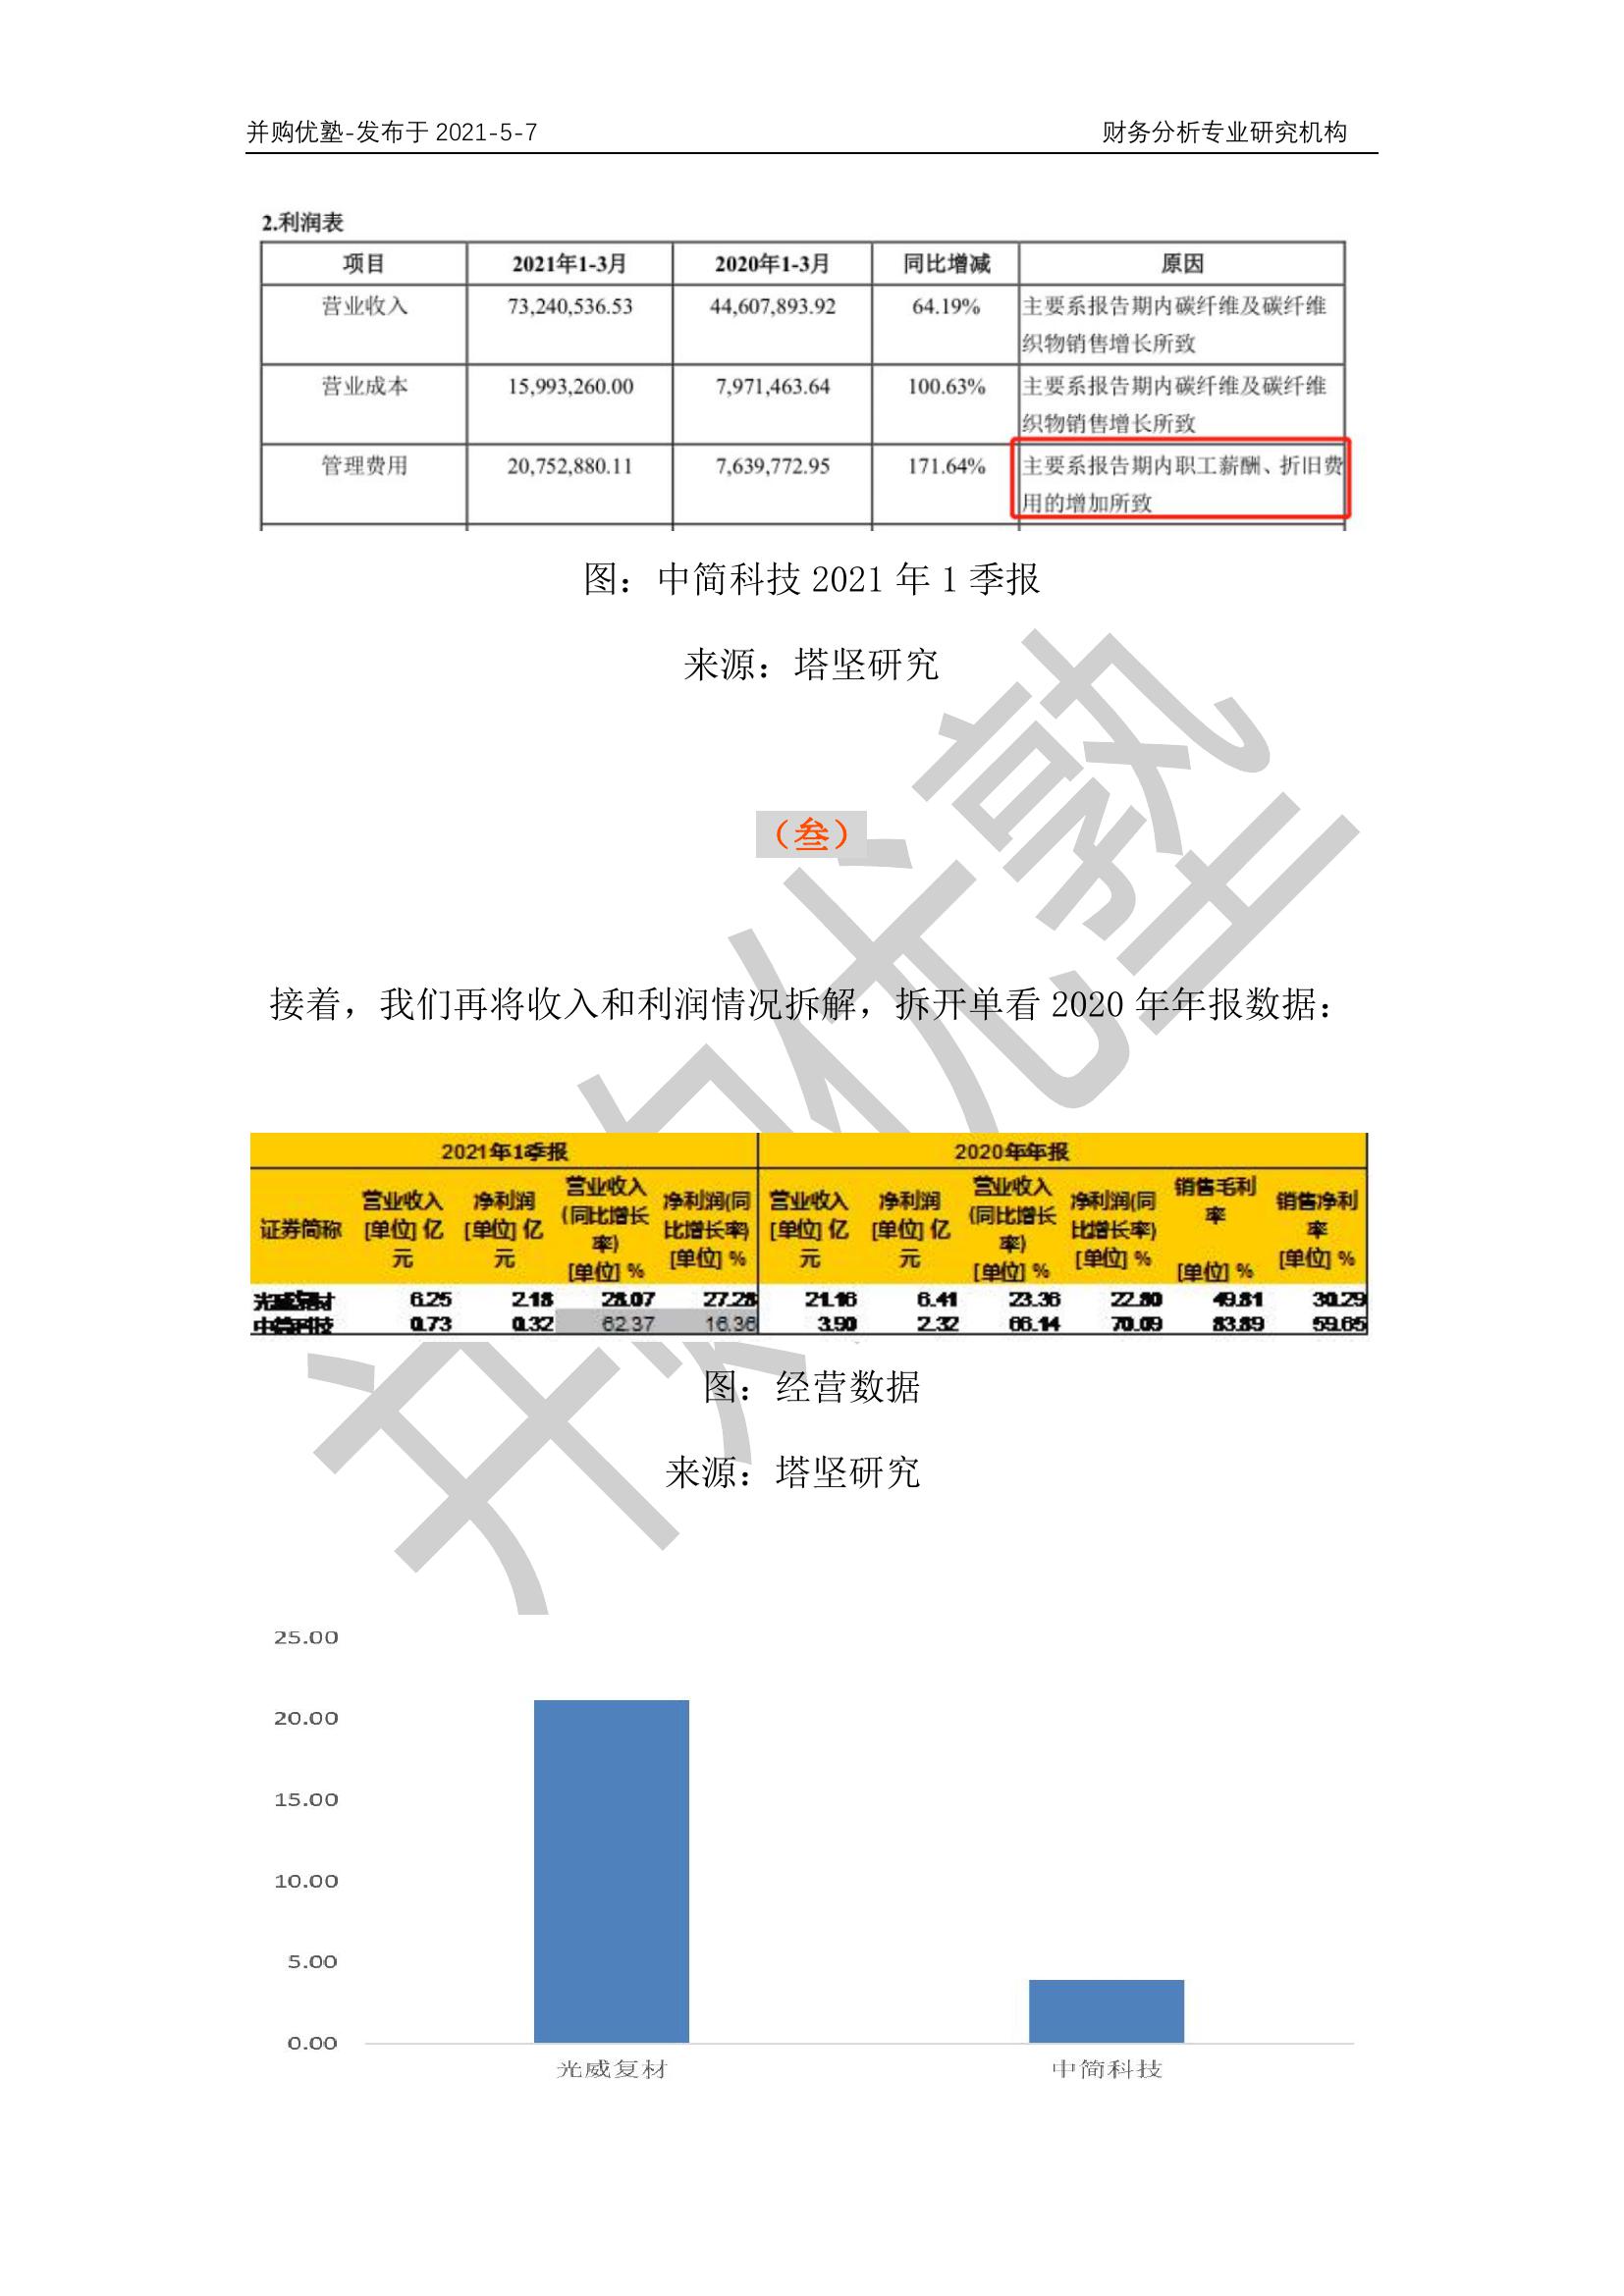 并购优塾-发布于 2021-5-7 财务分析专业研究机构
2.利润表
项目 2021年1-3月 2020年1-3月 同比增减 原因
营业收入 73,240,536.53 44,607,893.92 64.19% 主要系报告期内碳纤维及碳纤维
织物销售增长所致
营业成本 15,993,260.00 7,971,463.64 100.63% 主要系报告期内碳纤维及碳纤维
织物销售增长所致
管理费用 20,752,880.11 7,639,772.95 171.64% 主要系报告期内职工薪酬、折旧费
用的增加所致
图：中简科技 2021 年 1 季报
来源：塔坚研究
（叁）
接着，我们再将收入和利润情况拆解，拆开单看 2020 年年报数据：
2021年1季报 2020年年报
证券简称 营业收入[单位] 亿元 净利润[单位] 亿元 营业收入(同比增长率)[单位] % 净利润(同比增长率)[单位] % 营业收入[单位] 亿元 净利润[单位] 亿元 营业收入(同比增长率)[单位] % 净利润(同比增长率)[单位] % 销售毛利率[单位] % 销售净利率[单位] %
光威复材 6.25 2.18 28.07 27.28 21.16 6.41 23.36 22.80 49.81 30.29
中简科技 0.73 0.32 62.37 16.36 3.90 2.32 66.14 70.09 83.89 59.65
图：经营数据
来源：塔坚研究
25.00
20.00
15.00
10.00
5.00
0.00
光威复材 中简科技
并购优塾